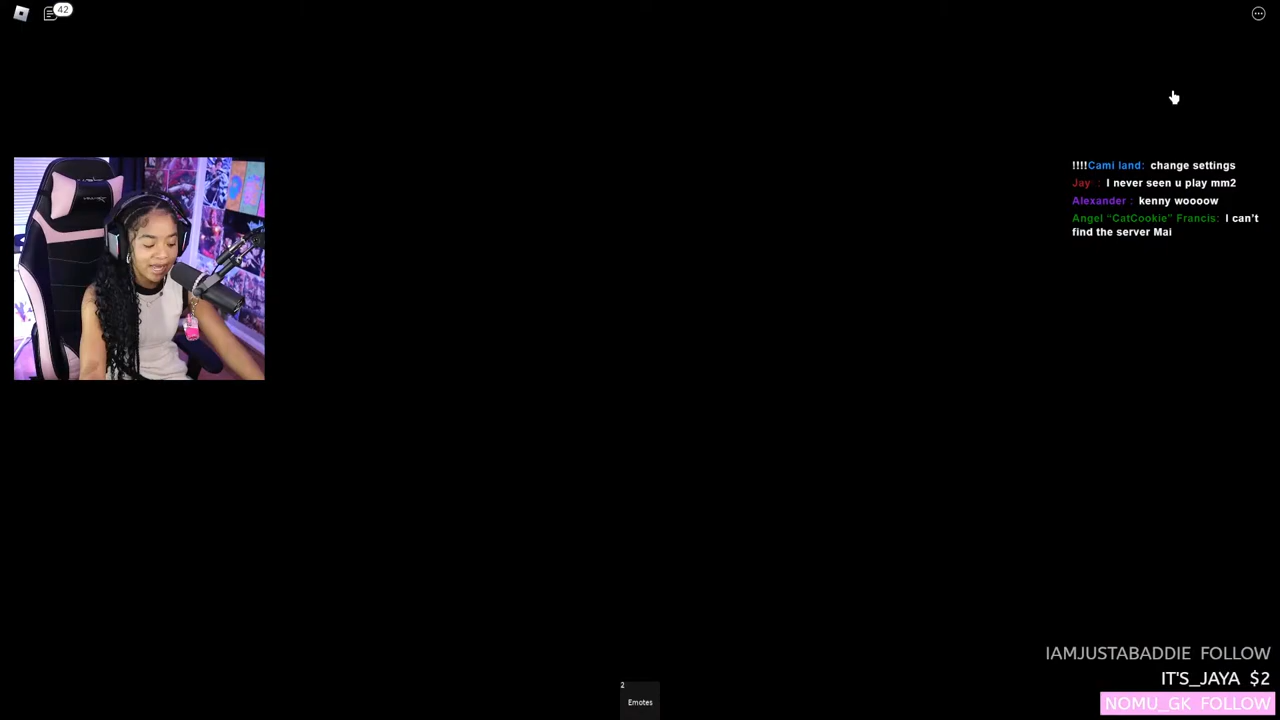 42
!!!!Cami land: change settings
Jay : I never seen u play mm2
Alexander : kenny woooow
Angel “CatCookie” Francis: I can't
find the server Mai
IAMJUSTABADDIE FOLLOW
IT'S_JAYA $2
NOMU_GK FOLLOW
2
Emotes